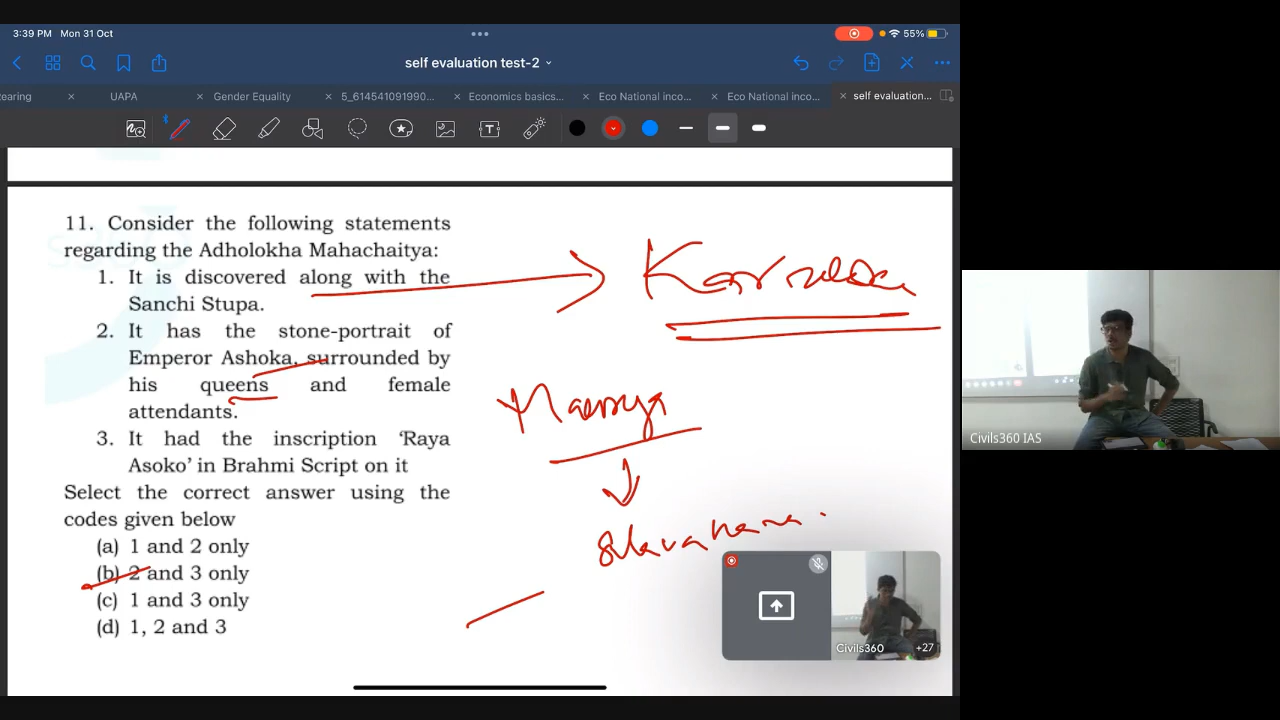 3:39 PM Mon 31 Oct
55%
self evaluation test-2
tearing
UAPA
Gender Equality
5_614541091990...
Economics basics...
Eco National inco...
Eco National inco...
self evaluation...
11. Consider the following statements
regarding the Adholokha Mahachaitya:
1. It is discovered along with the
Sanchi Stupa.
2. It has the stone-portrait of
Emperor Ashoka, surrounded by
his queens and female
attendants.
3. It had the inscription ‘Raya
Asoko’ in Brahmi Script on it
Select the correct answer using the
codes given below
(a) 1 and 2 only
(b) 2 and 3 only
(c) 1 and 3 only
(d) 1, 2 and 3
Maurya
Civils360
+27
Civils360 IAS